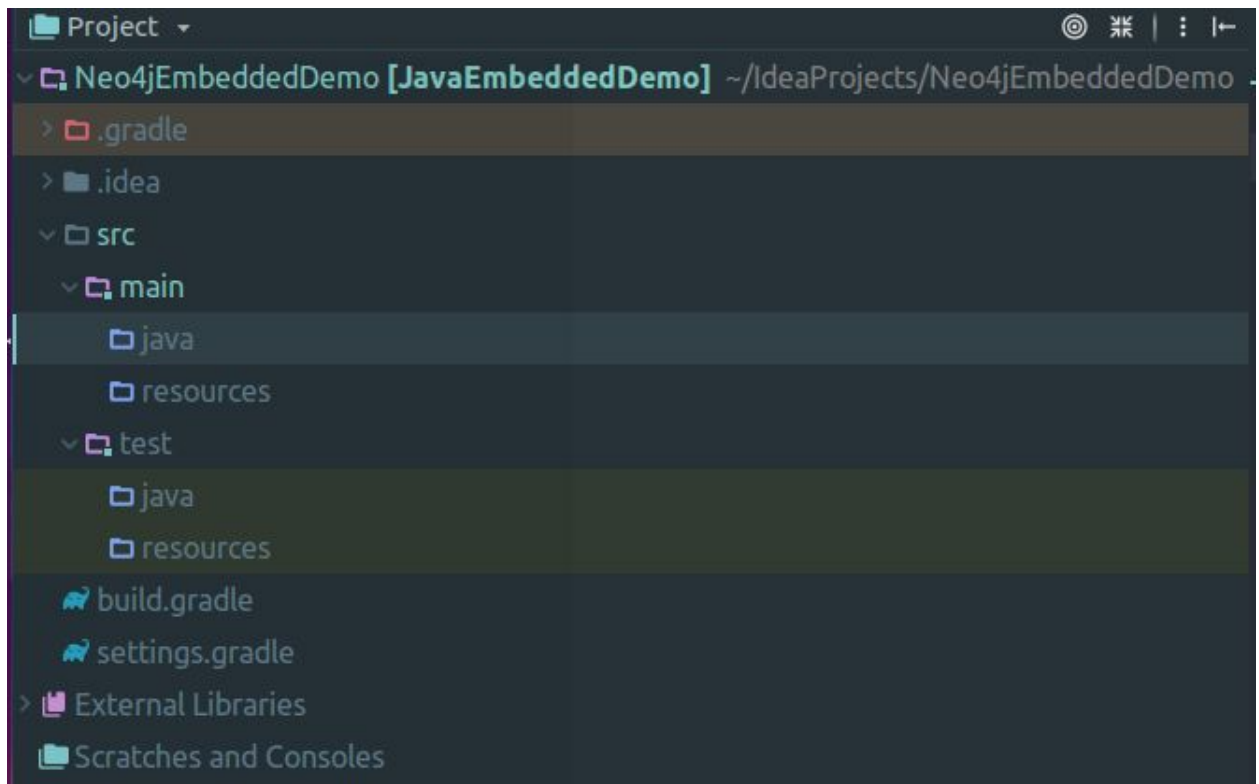 Project
Neo4jEmbeddedDemo [JavaEmbeddedDemo] ~/IdeaProjects/Neo4jEmbeddedDemo
.gradle
.idea
src
main
java
resources
test
java
resources
build.gradle
settings.gradle
External Libraries
Scratches and Consoles